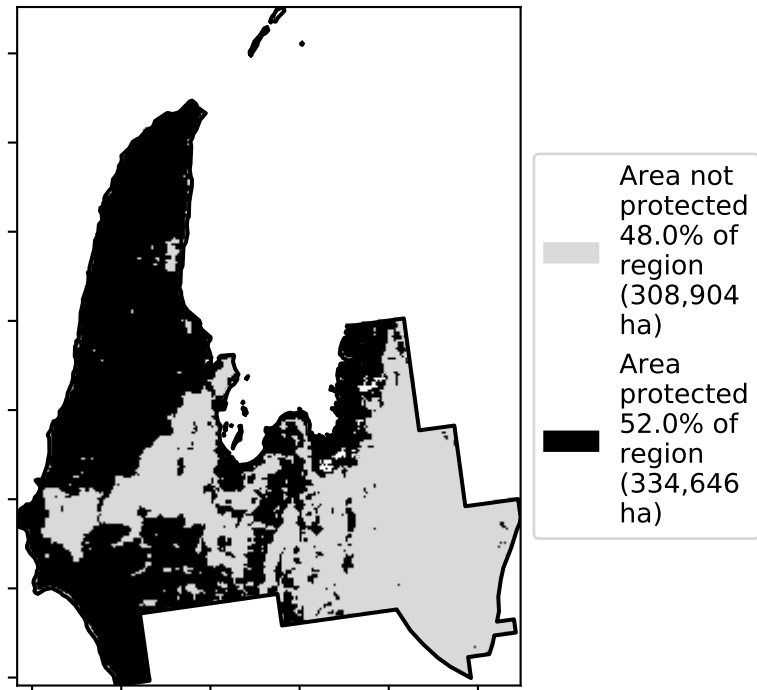 Area not
protected
48.0% of
region
(308,904
ha)
Area
protected
52.0% of
region
(334,646
ha)